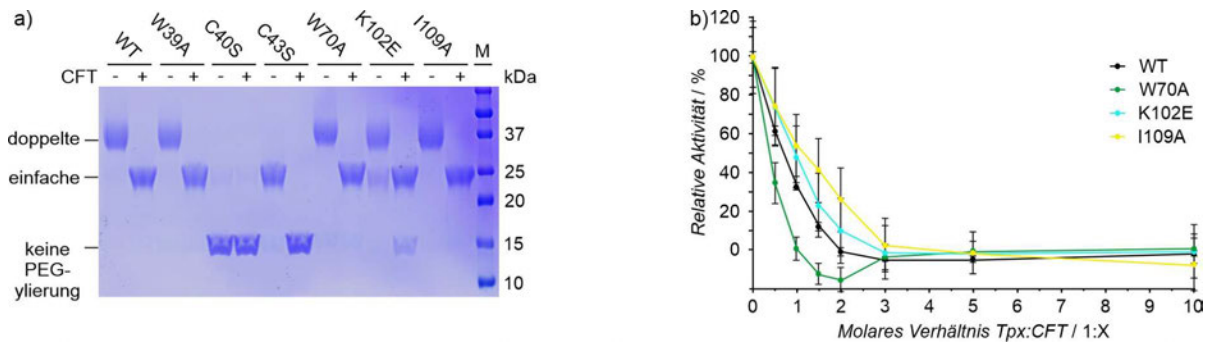 a)
WT W39A C40S C43S W70A K102E I109A M
CFT - + - + - + - + - + - + - + kDa
doppelte
37
einfache
25
20
keine
PEG-
ylierung
15
10
b)
120
100
80
60
40
20
0
Relative Aktivität / %
WT
W70A
K102E
I109A
0 1 2 3 4 5 6 7 8 9 10
Molares Verhältnis Tpx:CFT / 1:X